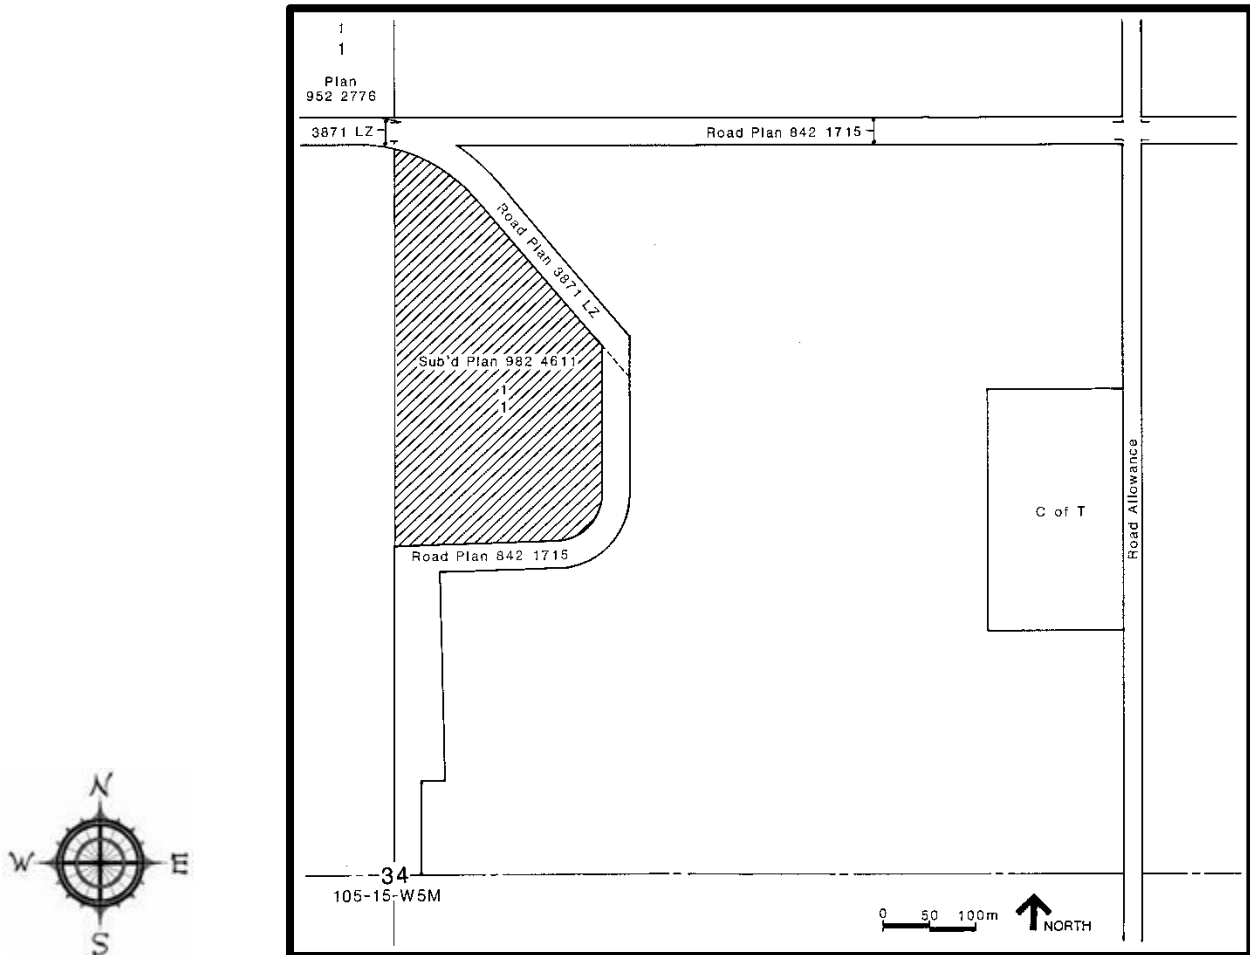 1
1
Plan
952 2776
3871 LZ
Road Plan 842 1715
Road Plan 3871 LZ
Sub'd Plan 982 4611
1
1
C of T
Road Allowance
Road Plan 842 1715
34
105-15-W5M
0 50 100m
NORTH
N
W E
S